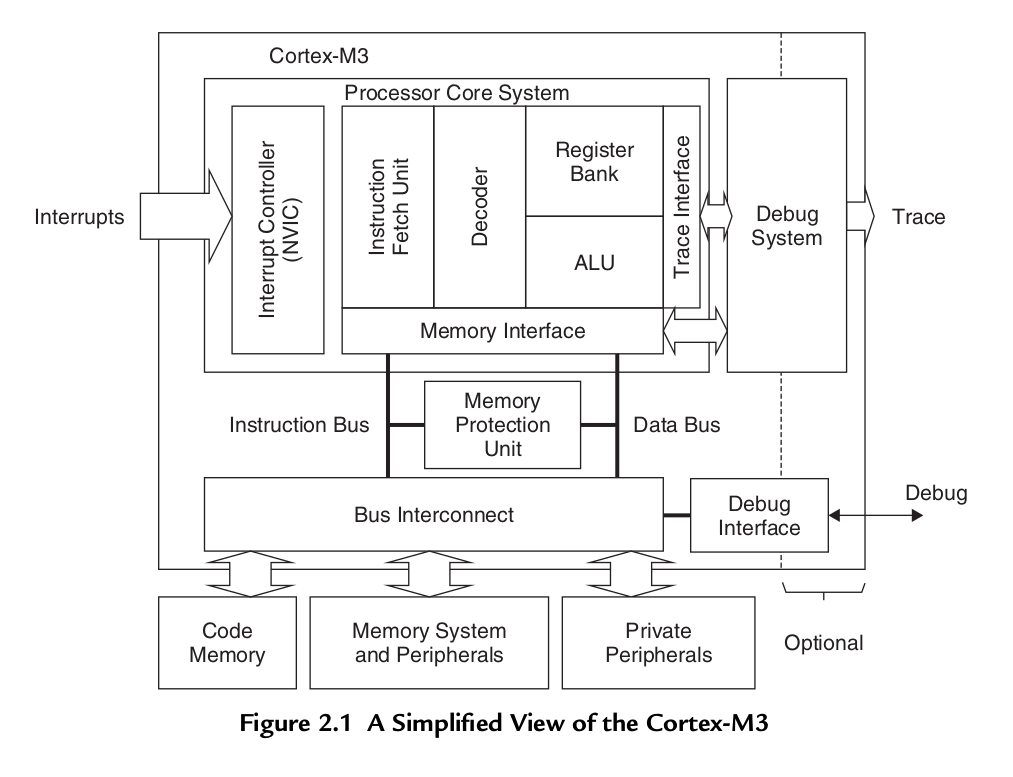 Cortex-M3
Processor Core System
Interrupts
Interrupt Controller
(NVIC)
Instruction
Fetch Unit
Decoder
Register
Bank
ALU
Trace Interface
Debug
System
Trace
Memory Interface
Instruction Bus
Memory
Protection
Unit
Data Bus
Bus Interconnect
Debug
Interface
Debug
Code
Memory
Memory System
and Peripherals
Private
Peripherals
Optional
Figure 2.1 A Simplified View of the Cortex-M3